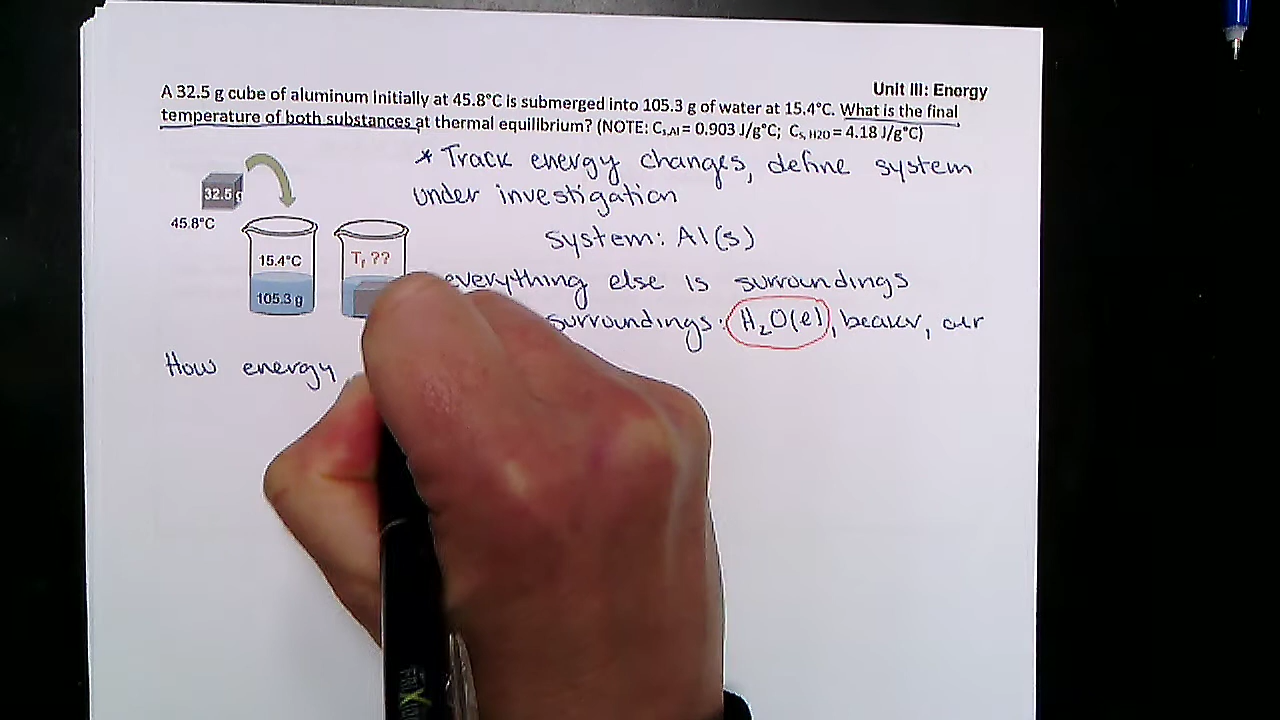 Unit III: Energy
A 32.5 g cube of aluminum initially at 45.8°C is submerged into 105.3 g of water at 15.4°C. What is the final
temperature of both substances at thermal equilibrium? (NOTE: Cs,Al = 0.903 J/g°C; Cs, H2O = 4.18 J/g°C)
* Track energy changes, define system
under investigation
32.5
45.8°C
system: Al(s)
15.4°C
Tf ??
everything else is surroundings
105.3 g
surroundings: H₂O(l), beaker, air
How energy